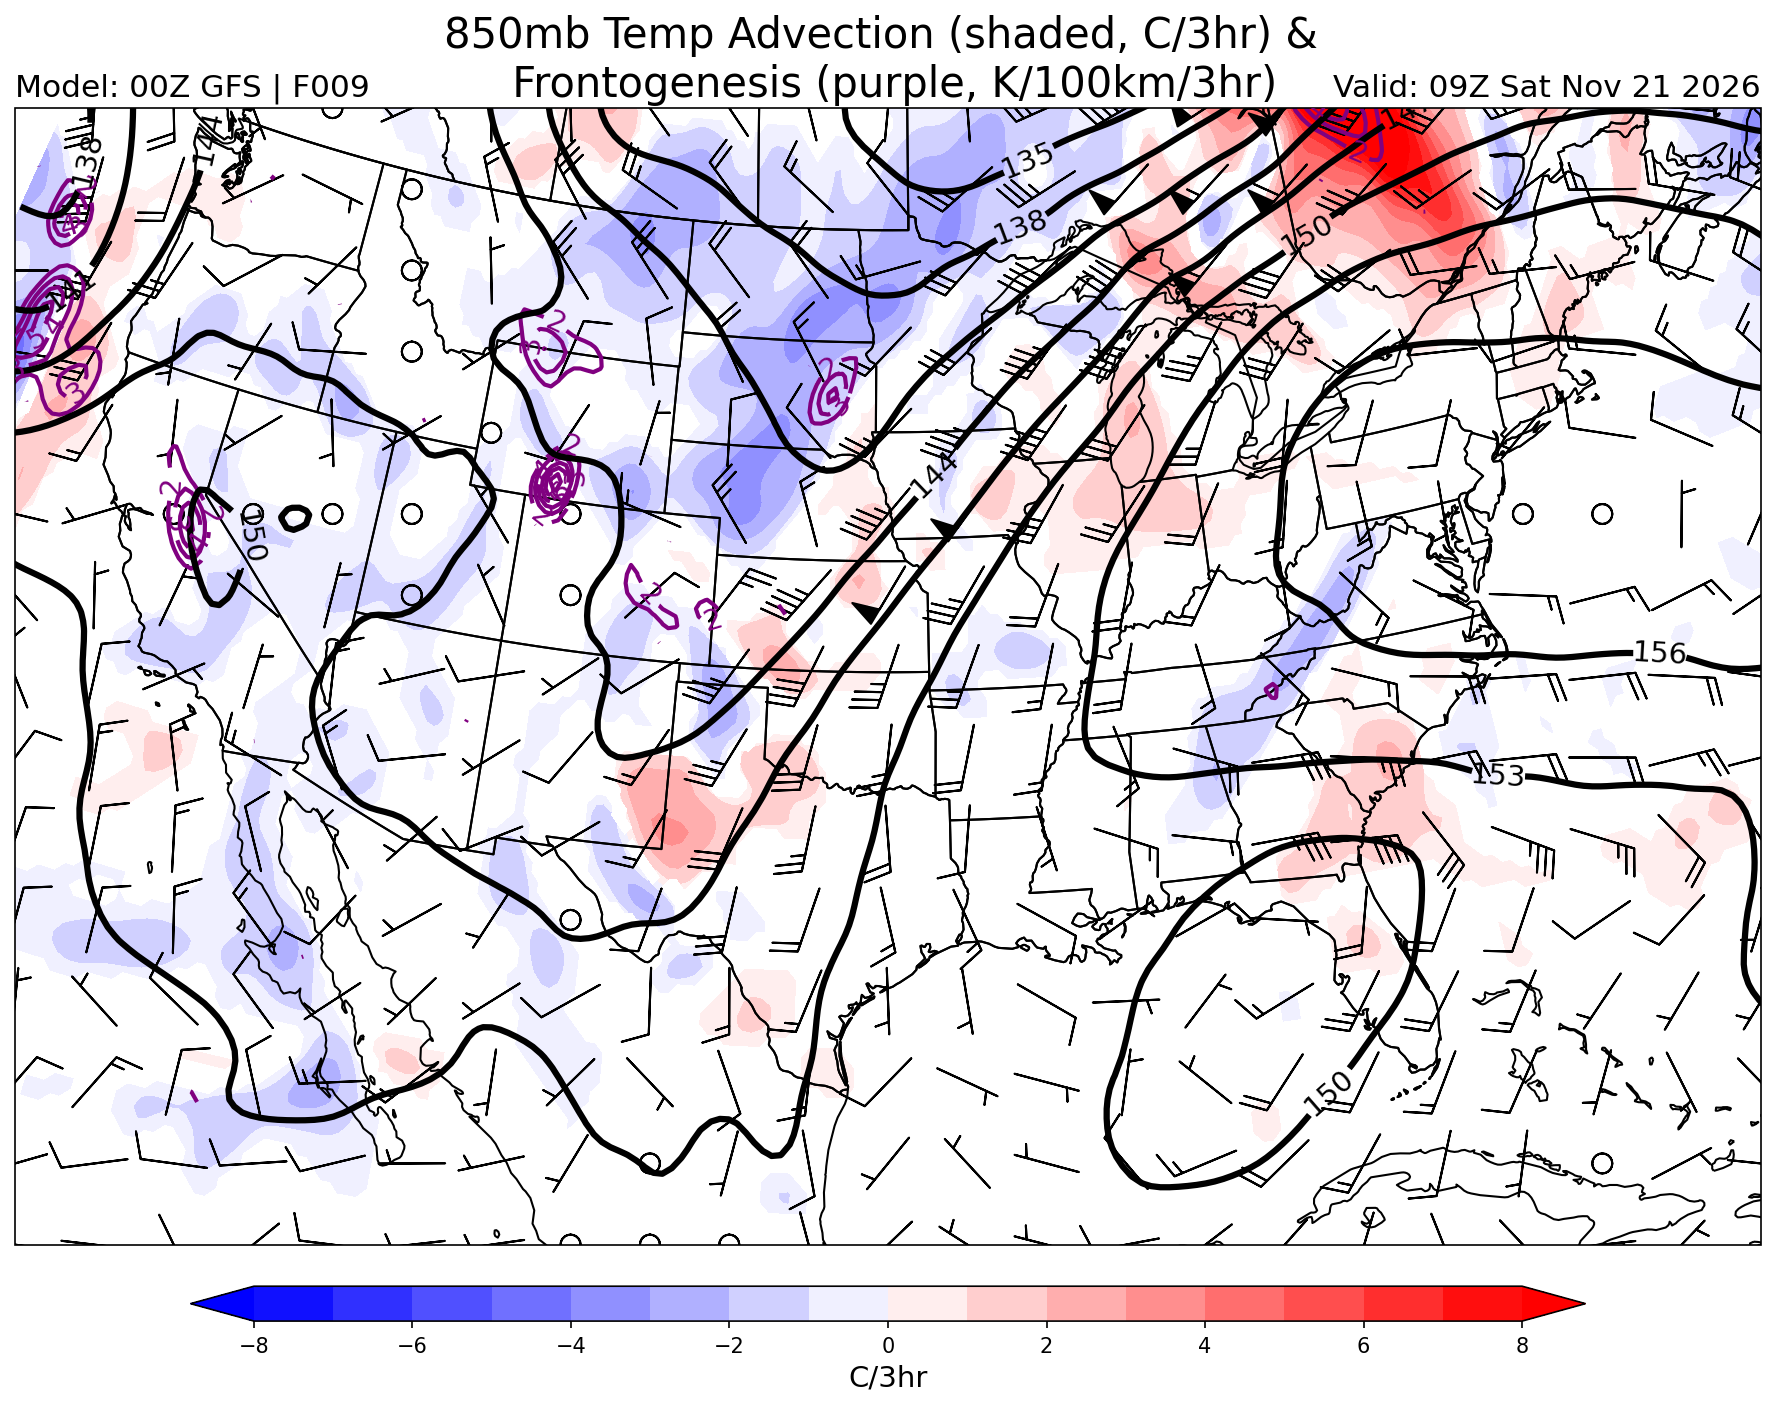 850mb Temp Advection (shaded, C/3hr) &
Frontogenesis (purple, K/100km/3hr)
Model: 00Z GFS | F009
Valid: 09Z Sat Nov 21 2026
138
144
135
138
150
141
144
150
156
153
150
−8 −6 −4 −2 0 2 4 6 8
C/3hr